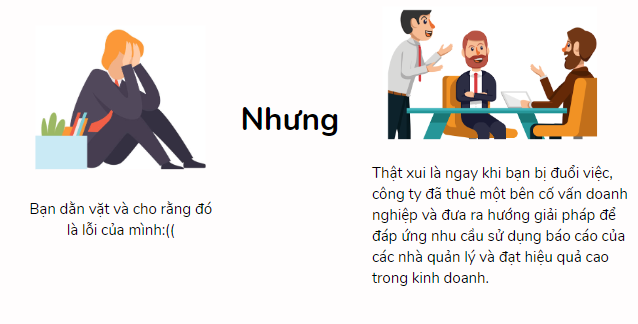 Nhưng
Bạn dằn vặt và cho rằng đó
là lỗi của mình:((
Thật xui là ngay khi bạn bị đuổi việc,
công ty đã thuê một bên cố vấn doanh
nghiệp và đưa ra hướng giải pháp để
đáp ứng nhu cầu sử dụng báo cáo của
các nhà quản lý và đạt hiệu quả cao
trong kinh doanh.